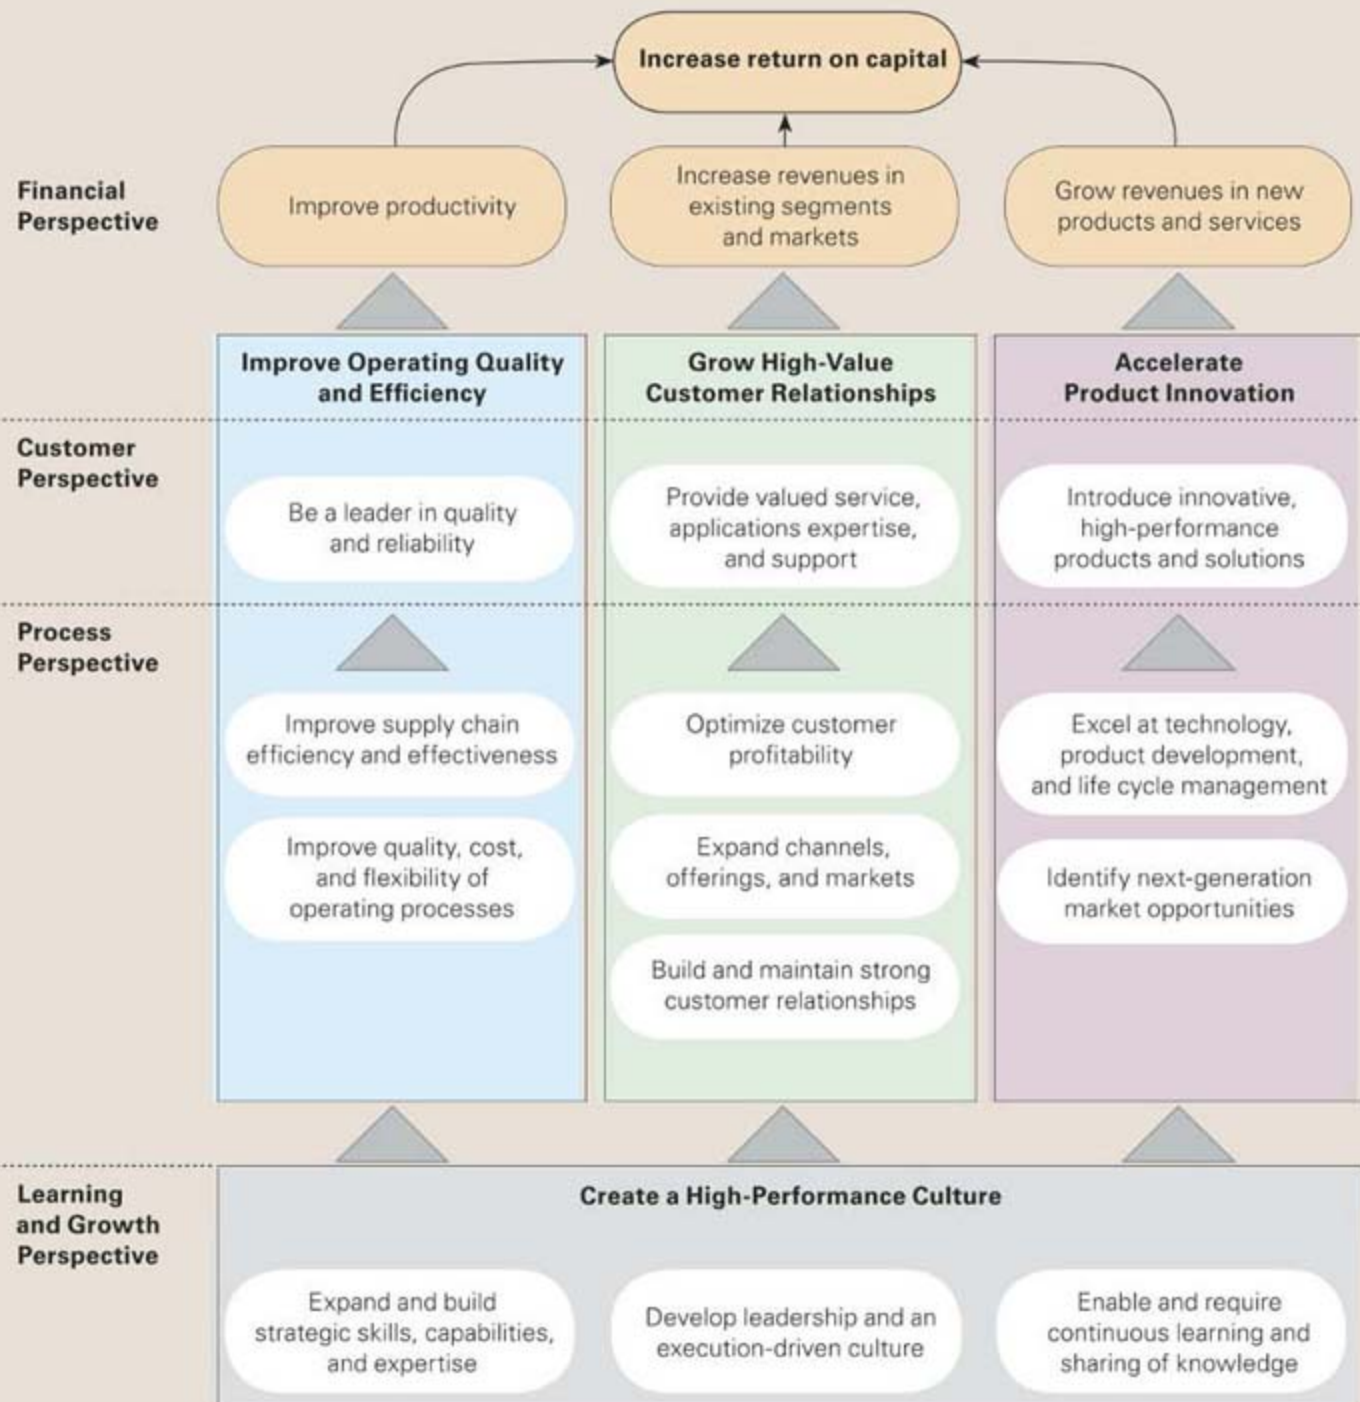 Increase return on capital
Financial
Perspective
Improve productivity
Increase revenues in
existing segments
and markets
Grow revenues in new
products and services
Improve Operating Quality
and Efficiency
Grow High-Value
Customer Relationships
Accelerate
Product Innovation
Customer
Perspective
Be a leader in quality
and reliability
Provide valued service,
applications expertise,
and support
Introduce innovative,
high-performance
products and solutions
Process
Perspective
Improve supply chain
efficiency and effectiveness
Optimize customer
profitability
Excel at technology,
product development,
and life cycle management
Improve quality, cost,
and flexibility of
operating processes
Expand channels,
offerings, and markets
Identify next-generation
market opportunities
Build and maintain strong
customer relationships
Learning
and Growth
Perspective
Create a High-Performance Culture
Expand and build
strategic skills, capabilities,
and expertise
Develop leadership and an
execution-driven culture
Enable and require
continuous learning and
sharing of knowledge